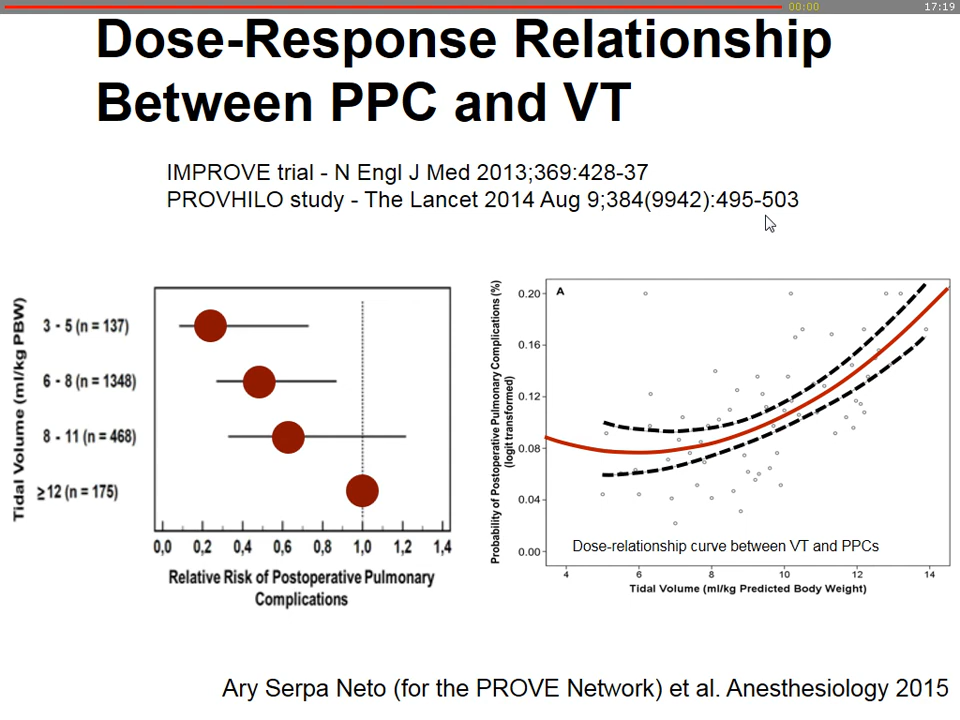 00:00
17:19
Dose-Response Relationship
Between PPC and VT
IMPROVE trial - N Engl J Med 2013;369:428-37
PROVHILO study - The Lancet 2014 Aug 9;384(9942):495-503
Tidal Volume (ml/kg PBW)
3 - 5 (n = 137)
6 - 8 (n = 1348)
8 - 11 (n = 468)
≥ 12 (n = 175)
0,0 0,2 0,4 0,6 0,8 1,0 1,2 1,4
Relative Risk of Postoperative Pulmonary
Complications
Probability of Postoperative Pulmonary Complications (%)
(logit transformed)
A
0.20
0.16
0.12
0.08
0.04
0.00
Dose-relationship curve between VT and PPCs
4 6 8 10 12 14
Tidal Volume (ml/kg Predicted Body Weight)
Ary Serpa Neto (for the PROVE Network) et al. Anesthesiology 2015